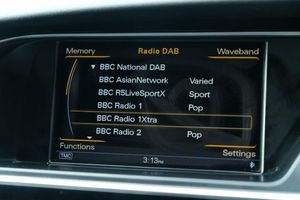 Memory Radio DAB Waveband
BBC National DAB
BBC AsianNetwork Varied
BBC R5LiveSportX Sport
BBC Radio 1 Pop
BBC Radio 1Xtra
BBC Radio 2 Pop
Functions Settings
TMC 3:13PM